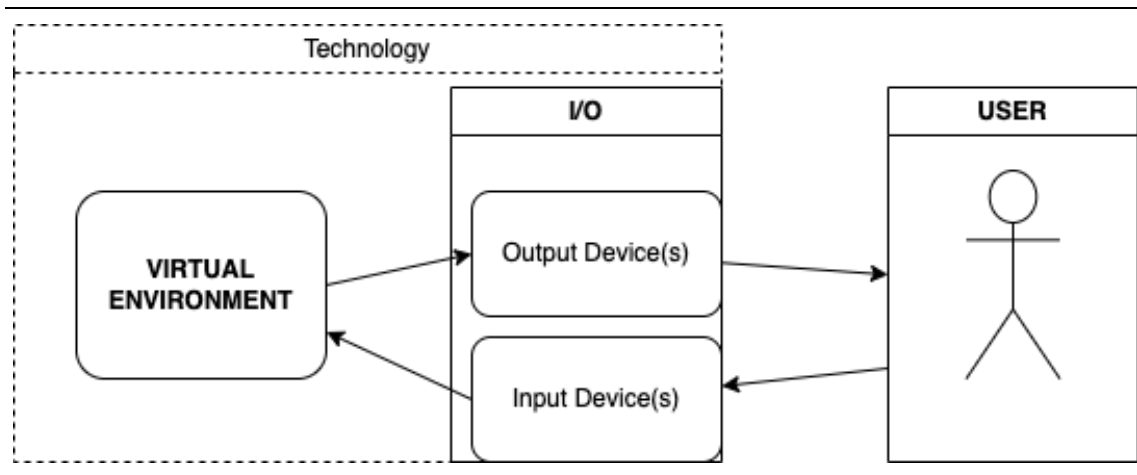 Technology
I/O
USER
Output Device(s)
VIRTUAL
ENVIRONMENT
Input Device(s)